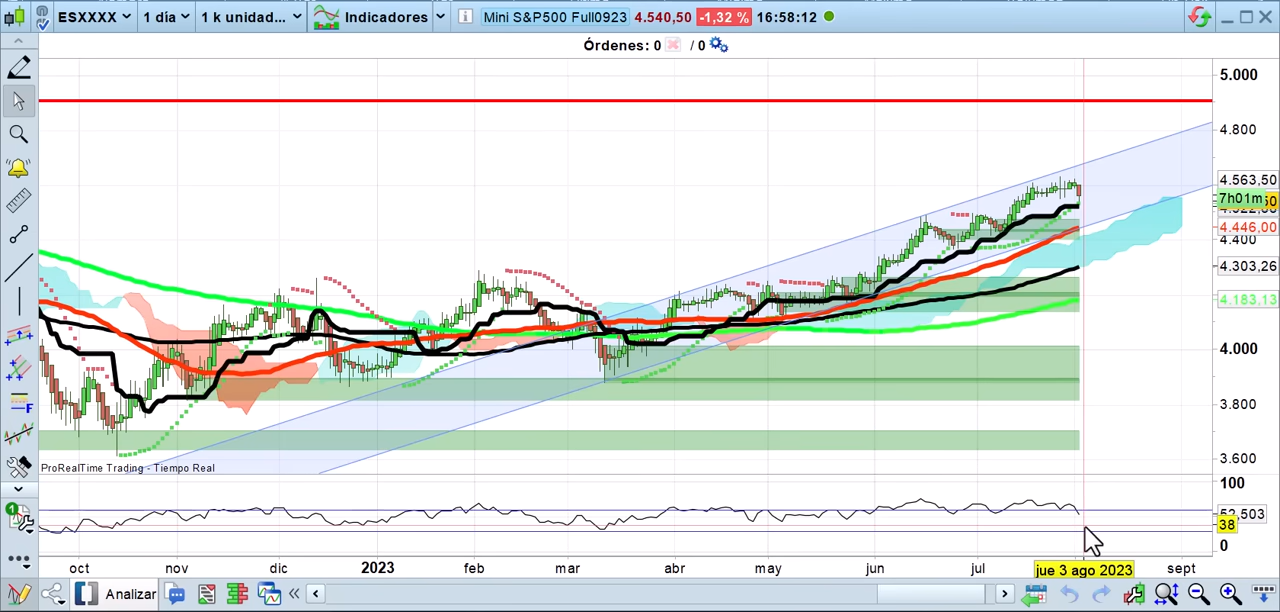 ESXXXX 1 día 1 k unidad... Indicadores i Mini S&P500 Full0923 4.540,50 -1,32 % 16:58:12
Órdenes: 0 / 0
5.000
4.800
4.563,50
7h01m
4.446,00
4.400
4.303,26
4.183,13
4.000
3.800
3.600
ProRealTime Trading - Tiempo Real
100
38
0
oct nov dic 2023 feb mar abr may jun jul jue 3 ago 2023 sept
1
F
Analizar